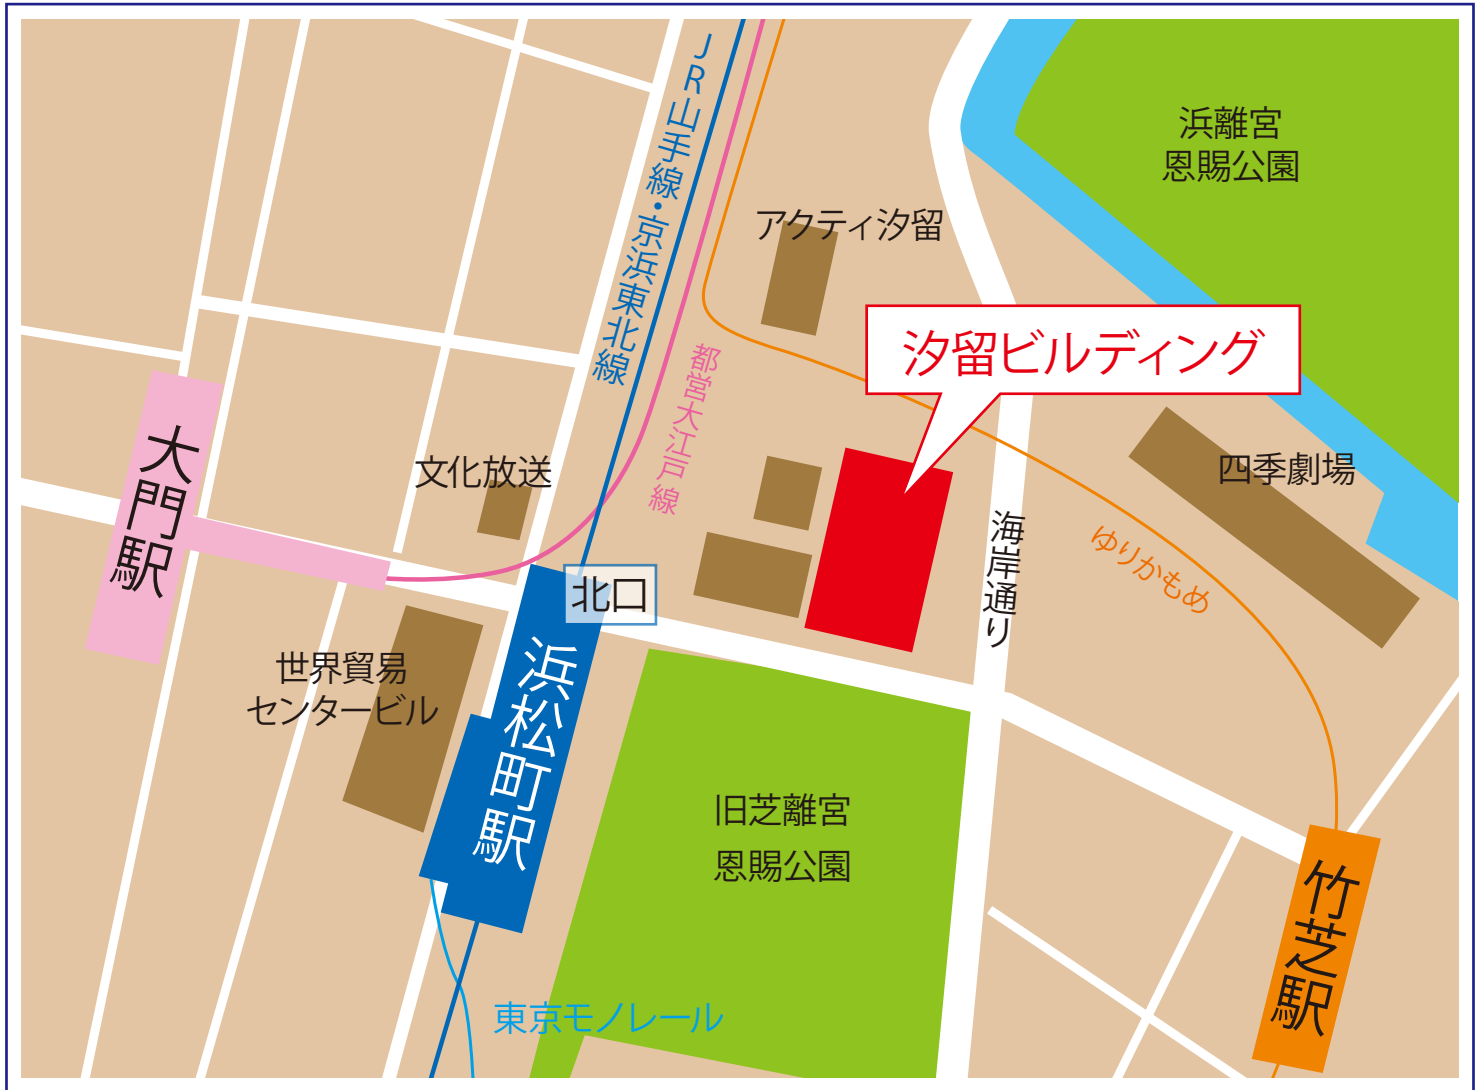 JR山手線・京浜東北線
浜離宮
恩賜公園
アクティ汐留
汐留ビルディング
都営大江戸線
大門駅
文化放送
四季劇場
海岸通り
ゆりかもめ
北口
世界貿易
センタービル
浜松町駅
旧芝離宮
恩賜公園
竹芝駅
東京モノレール